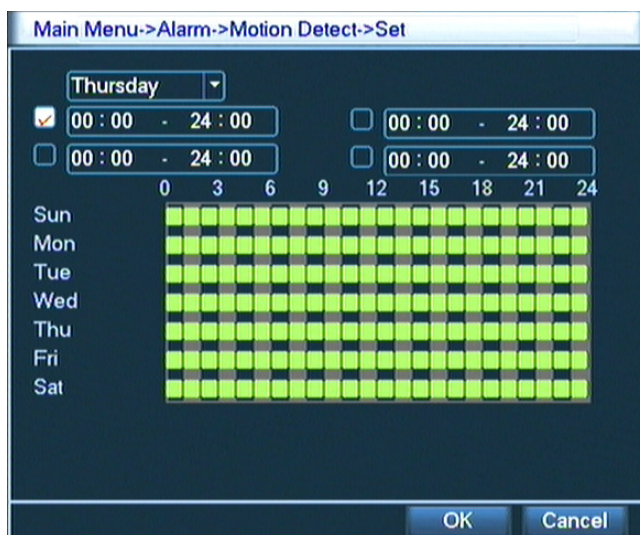 Main Menu->Alarm->Motion Detect->Set
Thursday
00 : 00 - 24 : 00 00 : 00 - 24 : 00
00 : 00 - 24 : 00 00 : 00 - 24 : 00
0 3 6 9 12 15 18 21 24
Sun
Mon
Tue
Wed
Thu
Fri
Sat
OK Cancel